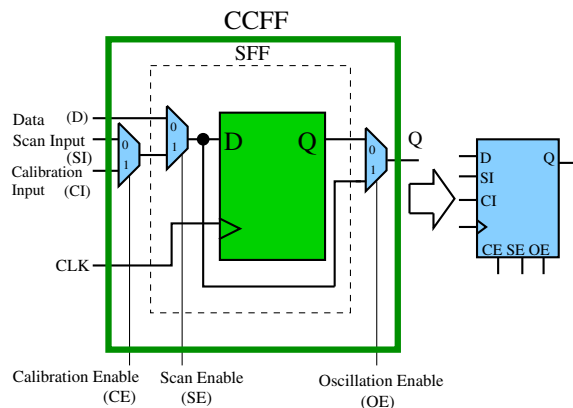 CCFF
SFF
Data (D)
Scan Input
(SI)
Calibration
Input
(CI)
0
1
0
1
D
Q
0
1
Q
CLK
D
Q
SI
CI
CE SE OE
Calibration Enable
(CE)
Scan Enable
(SE)
Oscillation Enable
(OE)